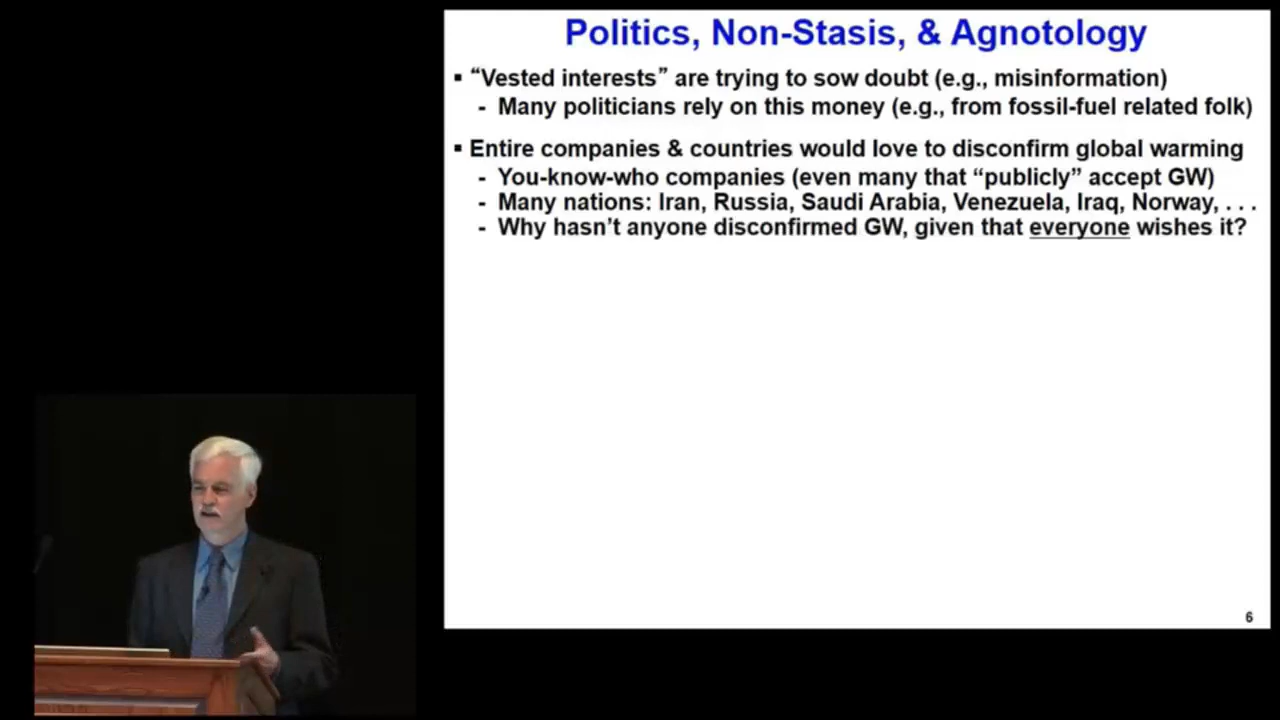 Politics, Non-Stasis, & Agnotology
▪ “Vested interests” are trying to sow doubt (e.g., misinformation)
- Many politicians rely on this money (e.g., from fossil-fuel related folk)
▪ Entire companies & countries would love to disconfirm global warming
- You-know-who companies (even many that “publicly” accept GW)
- Many nations: Iran, Russia, Saudi Arabia, Venezuela, Iraq, Norway, . . .
- Why hasn’t anyone disconfirmed GW, given that everyone wishes it?
6